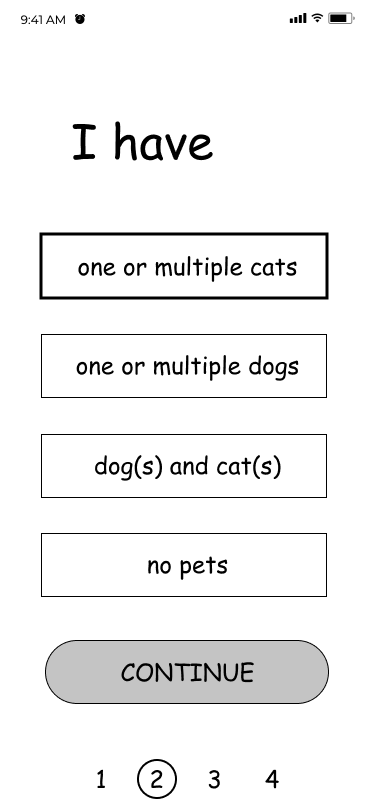 9:41 AM
I have
one or multiple cats
one or multiple dogs
dog(s) and cat(s)
no pets
CONTINUE
1 2 3 4